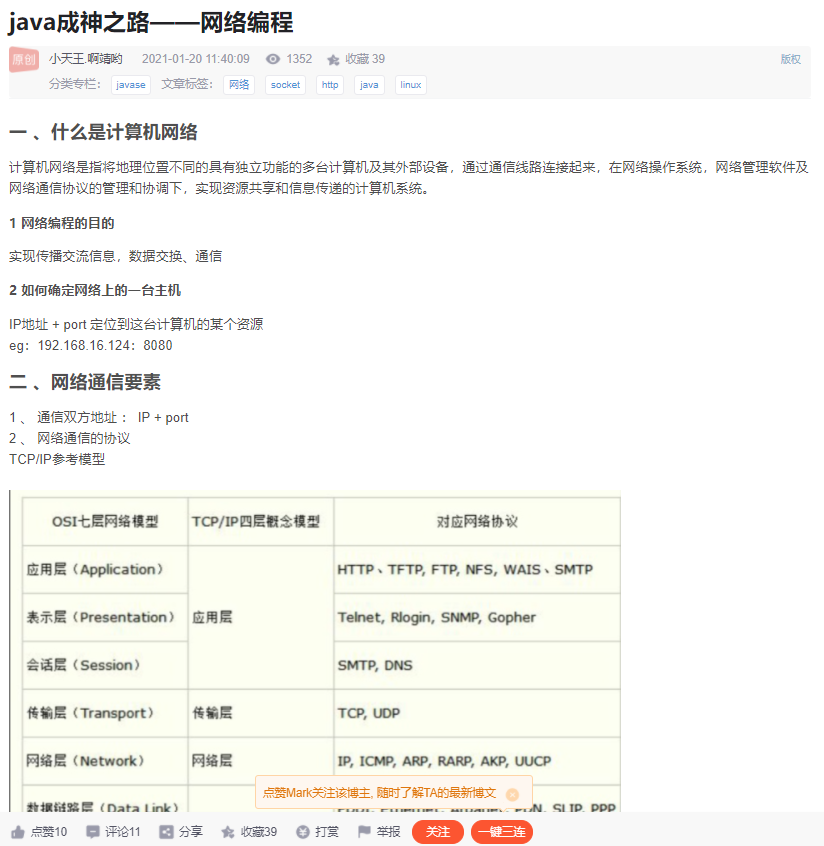 java成神之路——网络编程
原创 小天王.啊靖哟 2021-01-20 11:40:09 1352 收藏 39 版权
分类专栏： javase 文章标签： 网络 socket http java linux
一 、什么是计算机网络
计算机网络是指将地理位置不同的具有独立功能的多台计算机及其外部设备，通过通信线路连接起来，在网络操作系统，网络管理软件及
网络通信协议的管理和协调下，实现资源共享和信息传递的计算机系统。
1 网络编程的目的
实现传播交流信息，数据交换、通信
2 如何确定网络上的一台主机
IP地址 + port 定位到这台计算机的某个资源
eg：192.168.16.124：8080
二 、网络通信要素
1 、 通信双方地址： IP + port
2 、 网络通信的协议
TCP/IP参考模型
OSI七层网络模型 TCP/IP四层概念模型 对应网络协议
应用层（Application） HTTP、TFTP, FTP, NFS, WAIS、SMTP
表示层（Presentation） 应用层 Telnet, Rlogin, SNMP, Gopher
会话层（Session） SMTP, DNS
传输层（Transport） 传输层 TCP, UDP
网络层（Network） 网络层 IP, ICMP, ARP, RARP, AKP, UUCP
点赞Mark关注该博主, 随时了解TA的最新博文
数据链路层（Data Link） PDN, SLIP, PPP
点赞10 评论11 分享 收藏39 打赏 举报 关注 一键三连